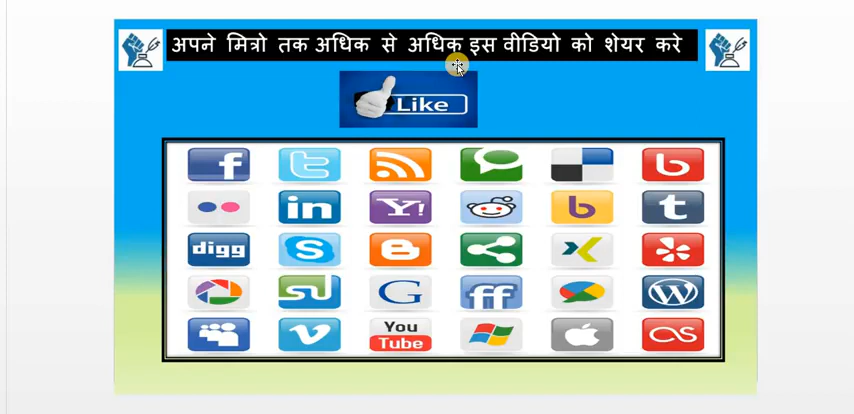 अपने मित्रो तक अधिक से अधिक इस वीडियो को शेयर करे
Like
f t b
in Y! b t
digg S B
G ff W
v You Tube